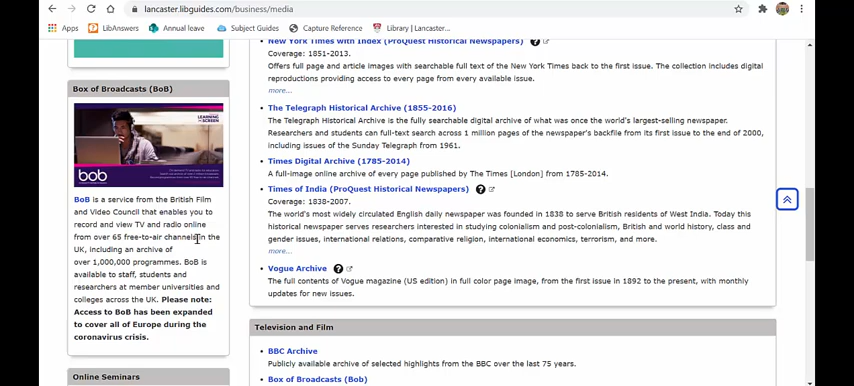 lancaster.libguides.com/business/media
Apps
LibAnswers
Annual leave
Subject Guides
Capture Reference
Library | Lancaster...
Box of Broadcasts (BoB)
LEARNING
ON SCREEN
bob
BoB is a service from the British Film
and Video Council that enables you to
record and view TV and radio online
from over 65 free-to-air channels in the
UK, including an archive of
over 1,000,000 programmes. BoB is
available to staff, students and
researchers at member universities and
colleges across the UK. Please note:
Access to BoB has been expanded
to cover all of Europe during the
coronavirus crisis.
Online Seminars
New York Times with Index (ProQuest Historical Newspapers)
Coverage: 1851-2013.
Offers full page and article images with searchable full text of the New York Times back to the first issue. The collection includes digital
reproductions providing access to every page from every available issue.
more...
The Telegraph Historical Archive (1855-2016)
The Telegraph Historical Archive is the fully searchable digital archive of what was once the world's largest-selling newspaper.
Researchers and students can full-text search across 1 million pages of the newspaper's backfile from its first issue to the end of 2000,
including issues of the Sunday Telegraph from 1961.
Times Digital Archive (1785-2014)
A full-image online archive of every page published by The Times [London] from 1785-2014.
Times of India (ProQuest Historical Newspapers)
Coverage: 1838-2007.
The world's most widely circulated English daily newspaper was founded in 1838 to serve British residents of West India. Today this
historical newspaper serves researchers interested in studying colonialism and post-colonialism, British and world history, class and
gender issues, international relations, comparative religion, international economics, terrorism, and more.
more...
Vogue Archive
The full contents of Vogue magazine (US edition) in full color page image, from the first issue in 1892 to the present, with monthly
updates for new issues.
Television and Film
BBC Archive
Publicly available archive of selected highlights from the BBC over the last 75 years.
Box of Broadcasts (Bob)